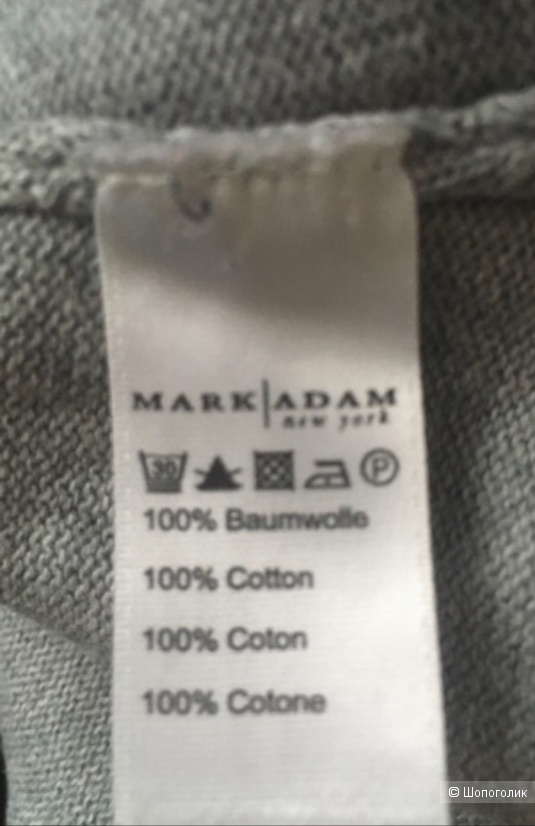 MARK|ADAM
new york
30
P
100% Baumwolle
100% Cotton
100% Coton
100% Cotone
© Шопоголик